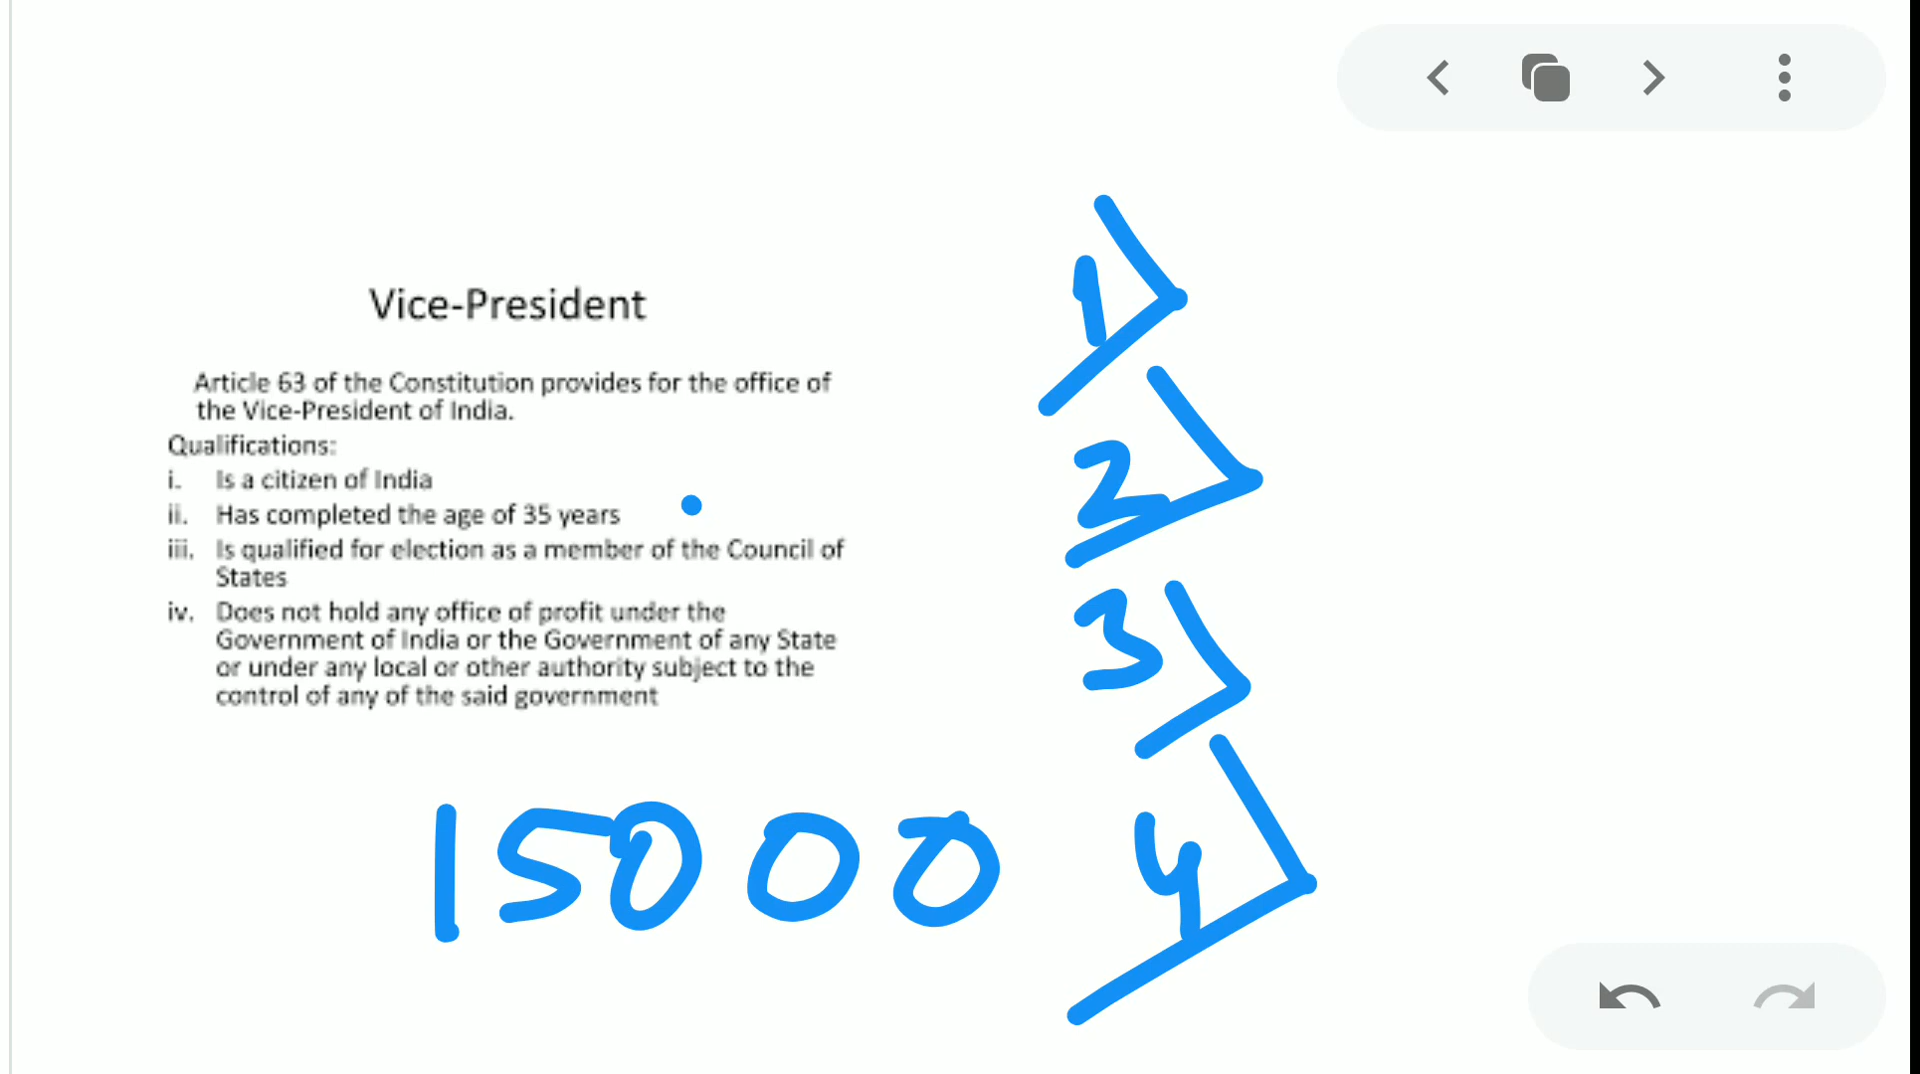 Vice-President
Article 63 of the Constitution provides for the office of
the Vice-President of India.
Qualifications:
i. Is a citizen of India
ii. Has completed the age of 35 years
iii. Is qualified for election as a member of the Council of
States
iv. Does not hold any office of profit under the
Government of India or the Government of any State
or under any local or other authority subject to the
control of any of the said government
15000
1
2
3
4